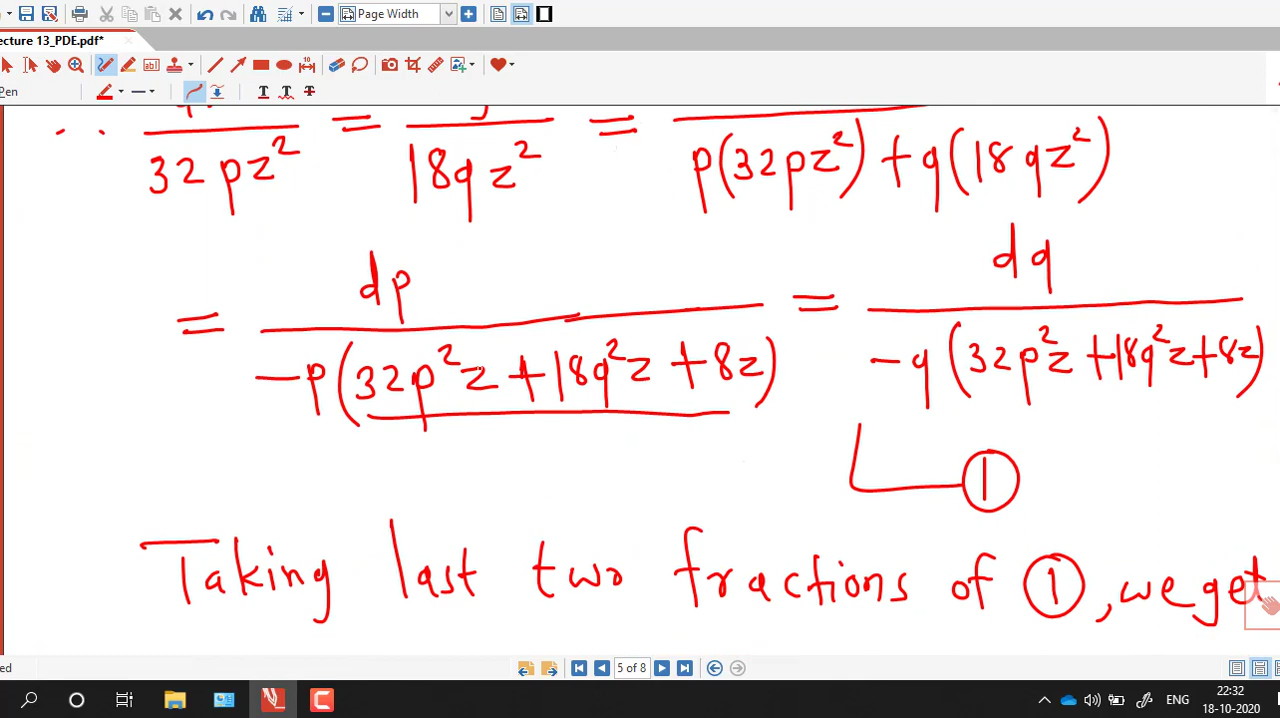 Page Width
ecture 13_PDE.pdf*
Pen
∴ —— = —— = ——
32pz² 18qz² p(32pz²) + q(18qz²)
= dp = dq
-p(32p²z + 18q²z + 8z) -q(32p²z + 18q²z + 8z)
①
Taking last two fractions of ①, we get
5 of 8
ENG
22:32
18-10-2020